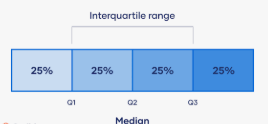 Interquartile range
25% 25% 25% 25%
Q1 Q2 Q3
Median